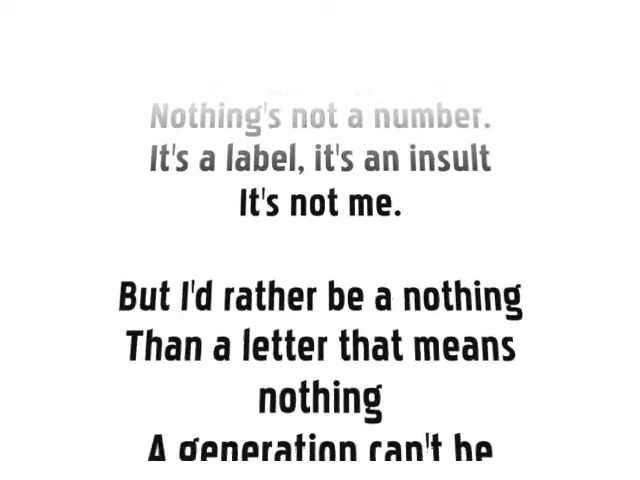 Nothing's not a number.
It's a label, it's an insult
It's not me.
But I'd rather be a nothing
Than a letter that means
nothing
A generation can't be